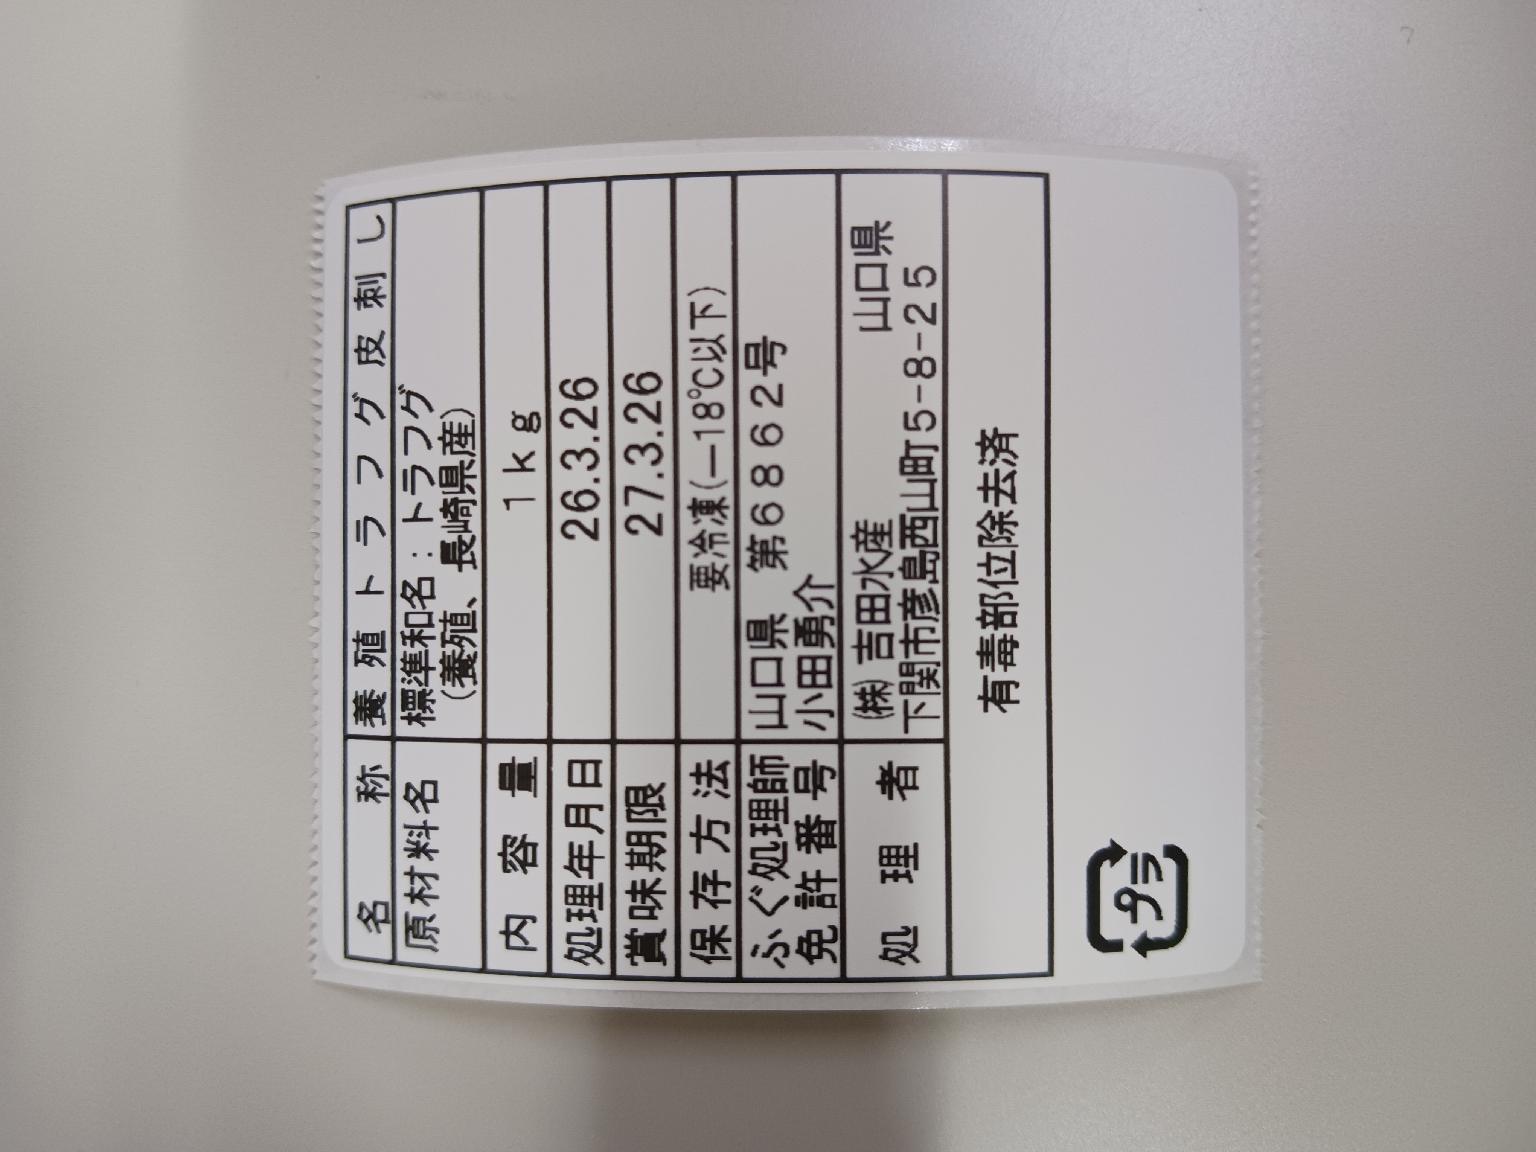 名　　　称　養殖トラフグ皮刺し
原材料名　標準和名：トラフグ
（養殖、長崎県産）
内　容　量　１ｋｇ
処理年月日　26.3.26
賞味期限　27.3.26
保存方法　要冷凍(－18℃以下)
ふぐ処理師　山口県　第６８６２号
免許番号　小田勇介
処　理　者　㈱吉田水産　　　　　　山口県
下関市彦島西山町５-８-２５
有毒部位除去済
プラ